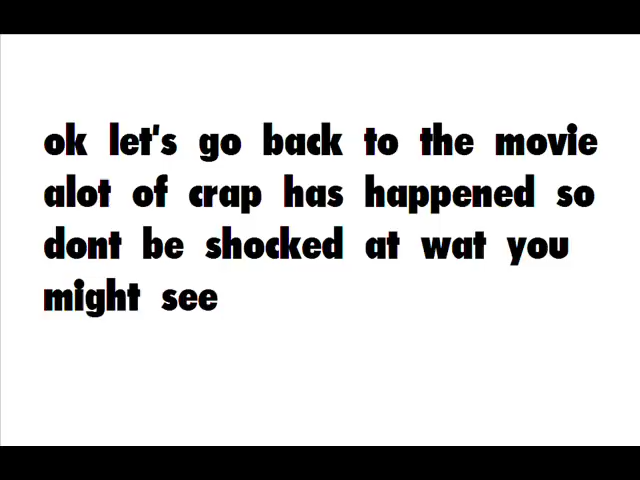 ok let's go back to the movie
alot of crap has happened so
dont be shocked at wat you
might see